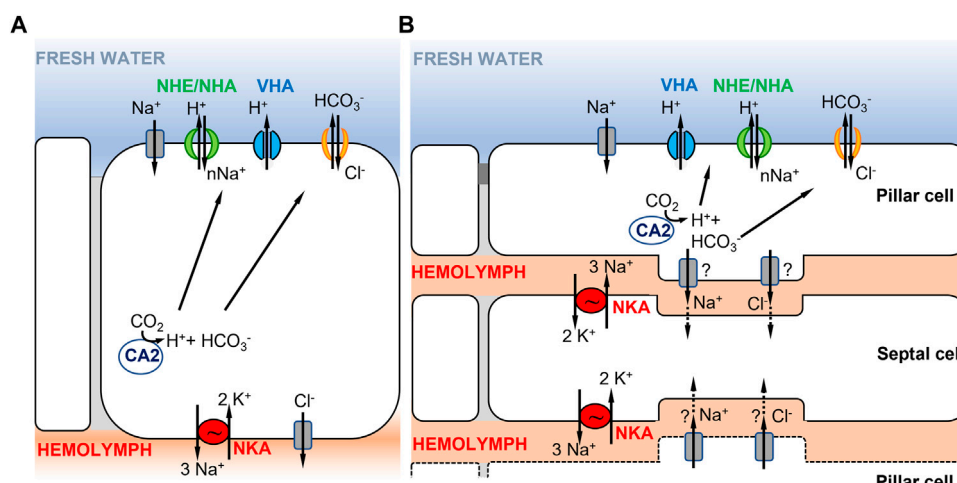 A
FRESH WATER
NHE/NHA
VHA
Na⁺
H⁺
H⁺
HCO₃⁻
nNa⁺
Cl⁻
CO₂
CA2
H⁺+ HCO₃⁻
2 K⁺
Cl⁻
~
HEMOLYMPH
NKA
3 Na⁺
B
FRESH WATER
VHA
NHE/NHA
Na⁺
H⁺
H⁺
HCO₃⁻
nNa⁺
Cl⁻
Pillar cell
CO₂
CA2
H⁺+
HCO₃⁻
HEMOLYMPH
3 Na⁺
?
?
~
NKA
Na⁺
Cl⁻
2 K⁺
Septal cel
2 K⁺
~
? Na⁺
? Cl⁻
HEMOLYMPH
NKA
3 Na⁺
Pillar cell